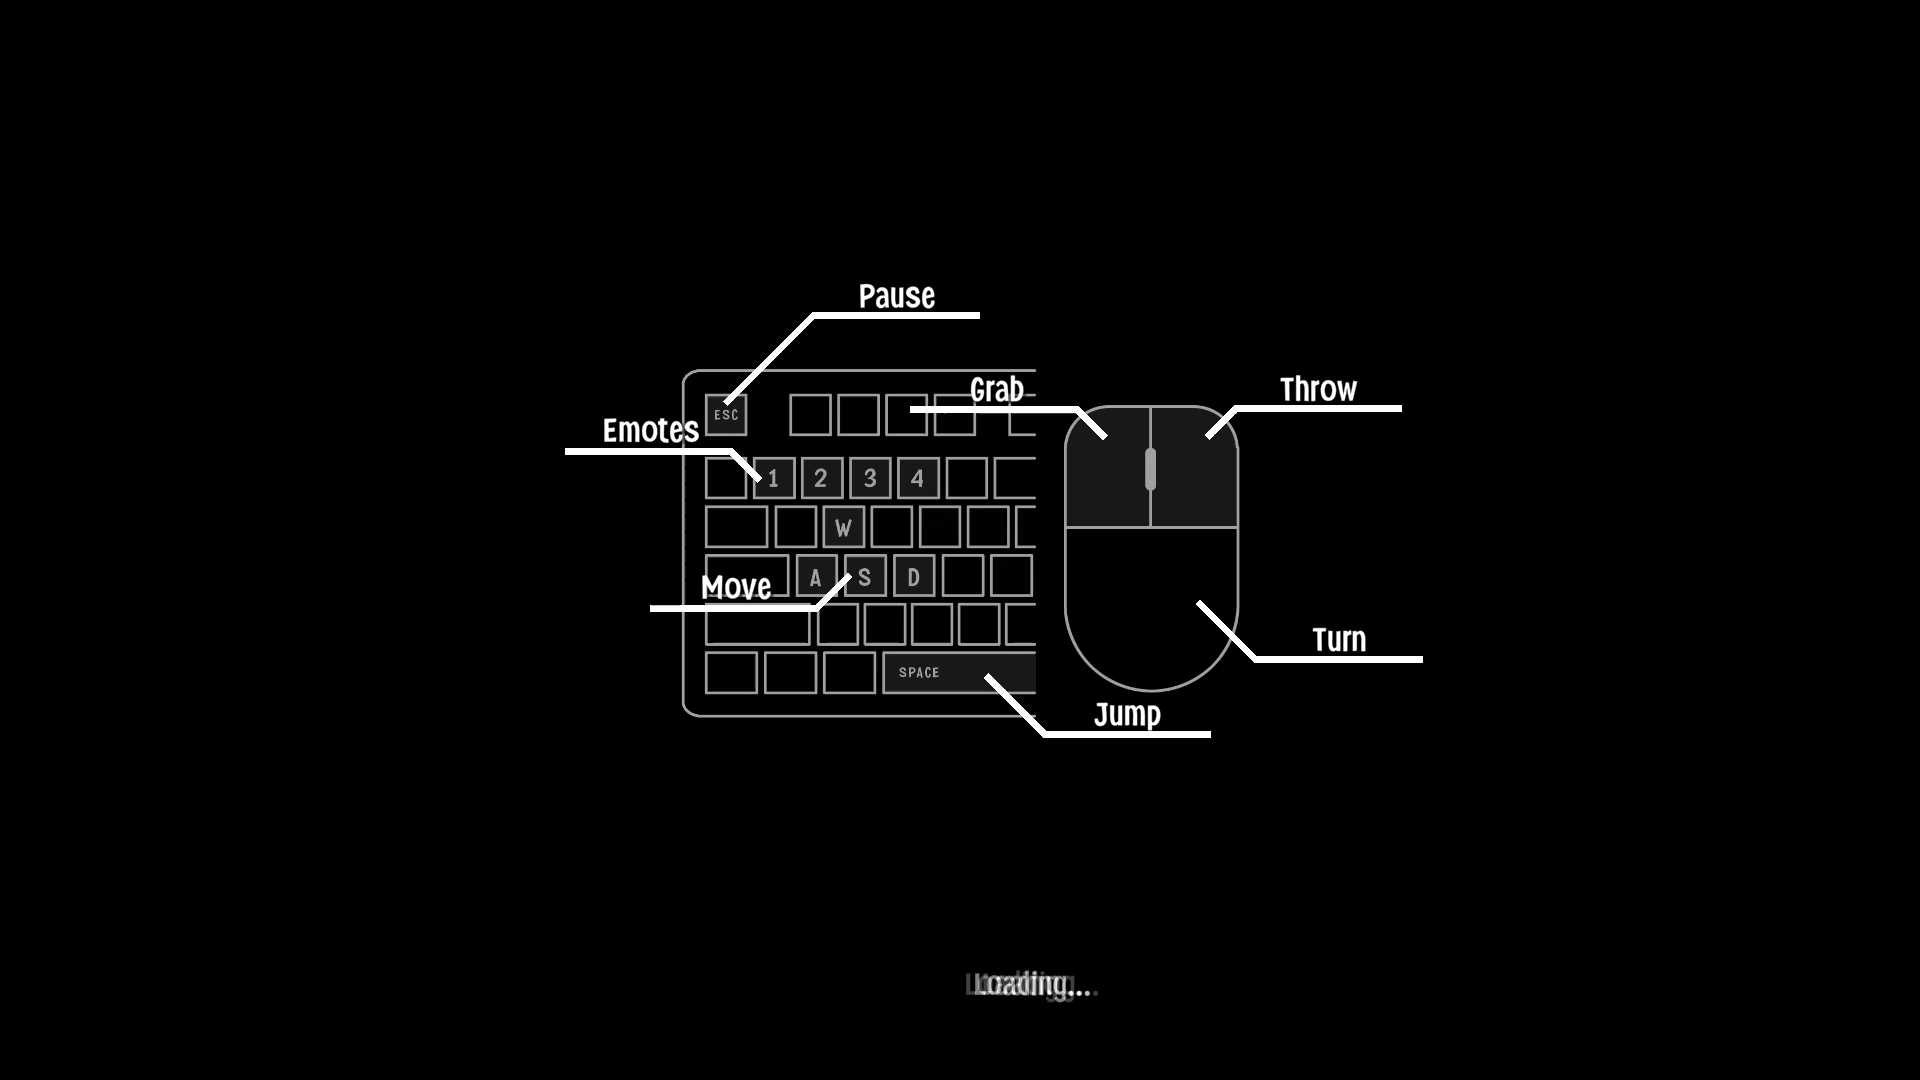 Pause
Grab
Throw
ESC
Emotes
1 2 3 4
W
A S D
Move
Turn
SPACE
Jump
Loading...